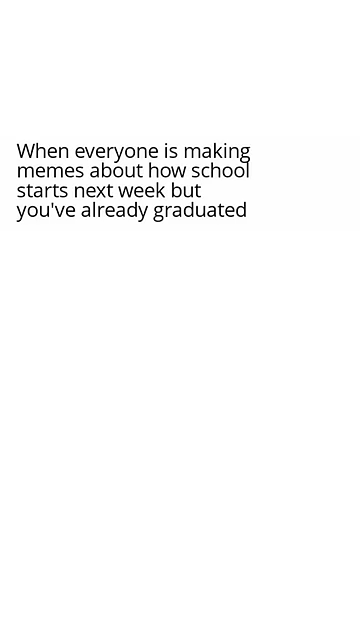 When everyone is making
memes about how school
starts next week but
you've already graduated